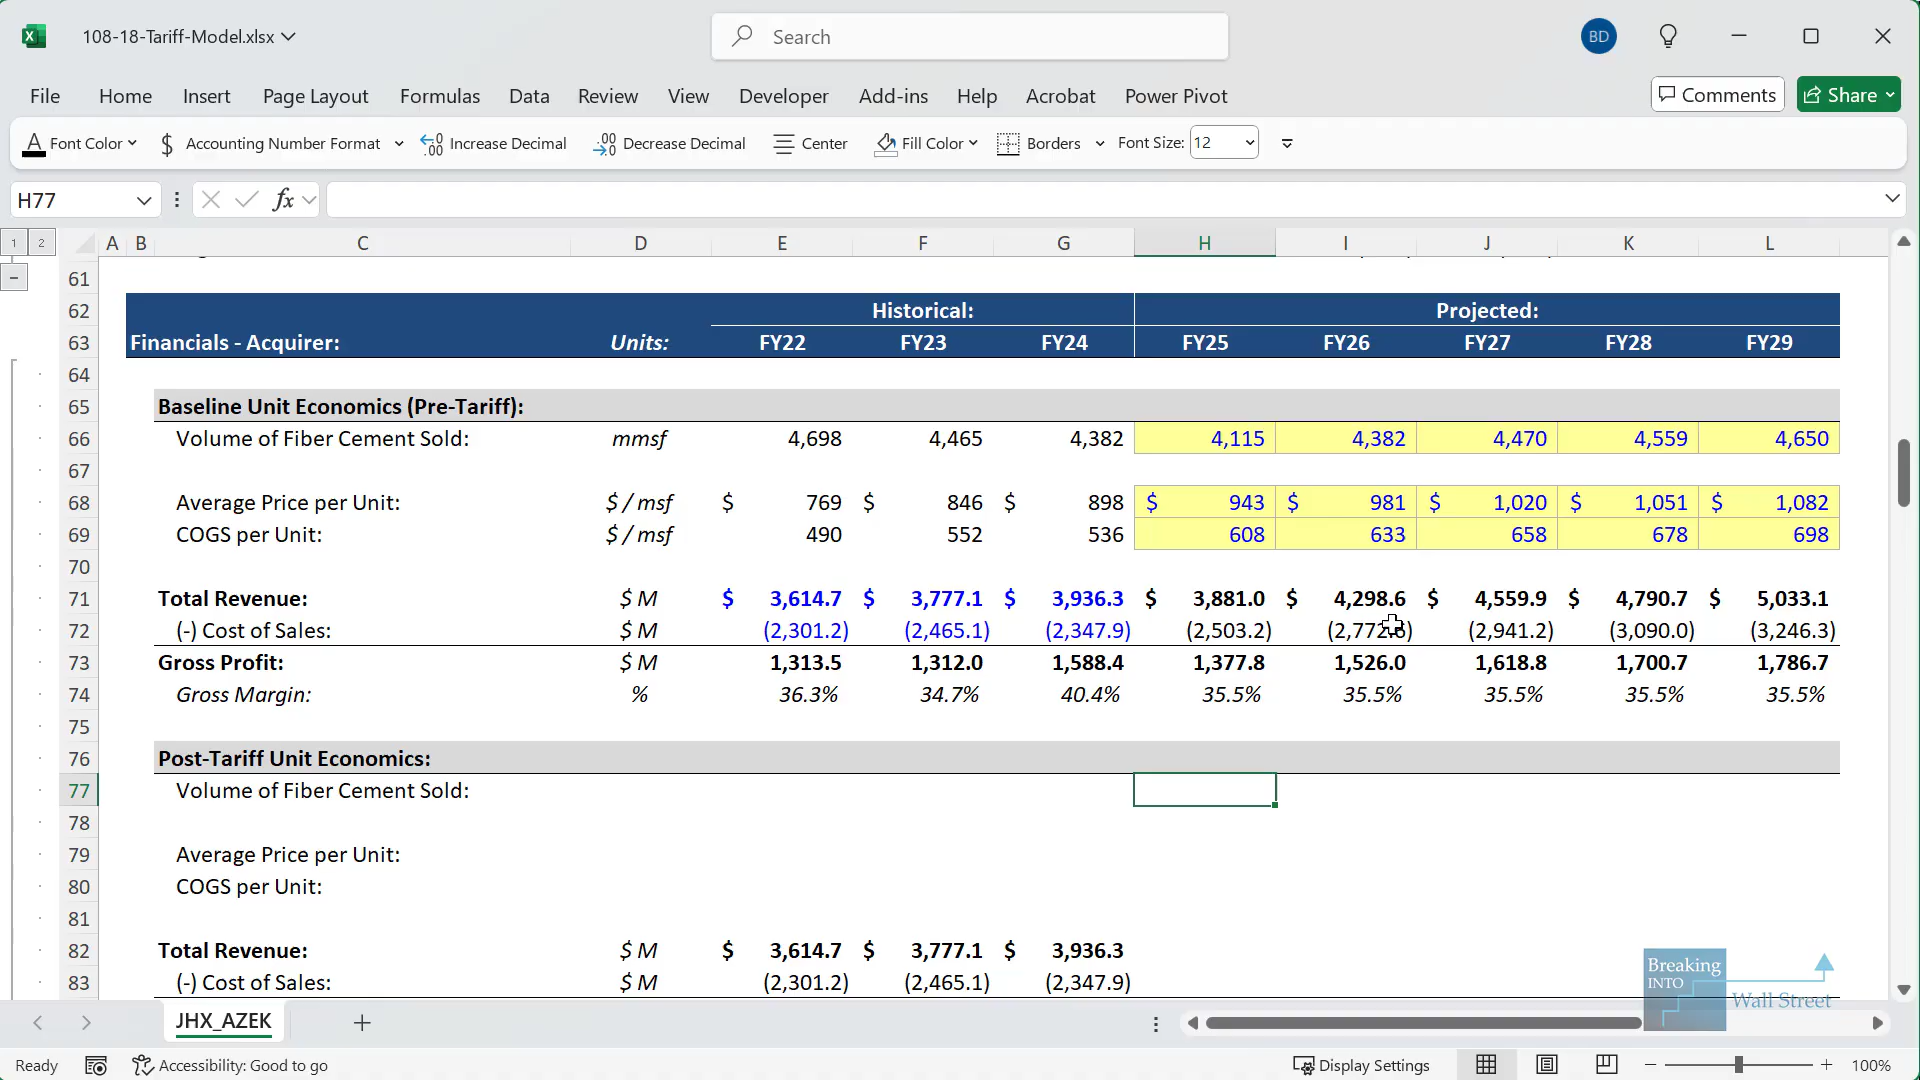 108-18-Tariff-Model.xlsx
Search
BD
File Home Insert Page Layout Formulas Data Review View Developer Add-ins Help Acrobat Power Pivot Comments Share
A Font Color $ Accounting Number Format Increase Decimal Decrease Decimal Center Fill Color Borders Font Size: 12
H77 fx
1 2 A B C D E F G H I J K L
61
62 Historical: Projected:
63 Financials - Acquirer: Units: FY22 FY23 FY24 FY25 FY26 FY27 FY28 FY29
64
65 Baseline Unit Economics (Pre-Tariff):
66 Volume of Fiber Cement Sold: mmsf 4,698 4,465 4,382 4,115 4,382 4,470 4,559 4,650
67
68 Average Price per Unit: $ / msf $ 769 $ 846 $ 898 $ 943 $ 981 $ 1,020 $ 1,051 $ 1,082
69 COGS per Unit: $ / msf 490 552 536 608 633 658 678 698
70
71 Total Revenue: $ M $ 3,614.7 $ 3,777.1 $ 3,936.3 $ 3,881.0 $ 4,298.6 $ 4,559.9 $ 4,790.7 $ 5,033.1
72 (-) Cost of Sales: $ M (2,301.2) (2,465.1) (2,347.9) (2,503.2) (2,941.2) (3,090.0) (3,246.3)
73 Gross Profit: $ M 1,313.5 1,312.0 1,588.4 1,377.8 1,526.0 1,618.8 1,700.7 1,786.7
74 Gross Margin: % 36.3% 34.7% 40.4% 35.5% 35.5% 35.5% 35.5% 35.5%
75
76 Post-Tariff Unit Economics:
77 Volume of Fiber Cement Sold:
78
79 Average Price per Unit:
80 COGS per Unit:
81
82 Total Revenue: $ M $ 3,614.7 $ 3,777.1 $ 3,936.3
83 (-) Cost of Sales: $ M (2,301.2) (2,465.1) (2,347.9)
Breaking
INTO
Wall Street
JHX_AZEK
Ready Accessibility: Good to go Display Settings 100%